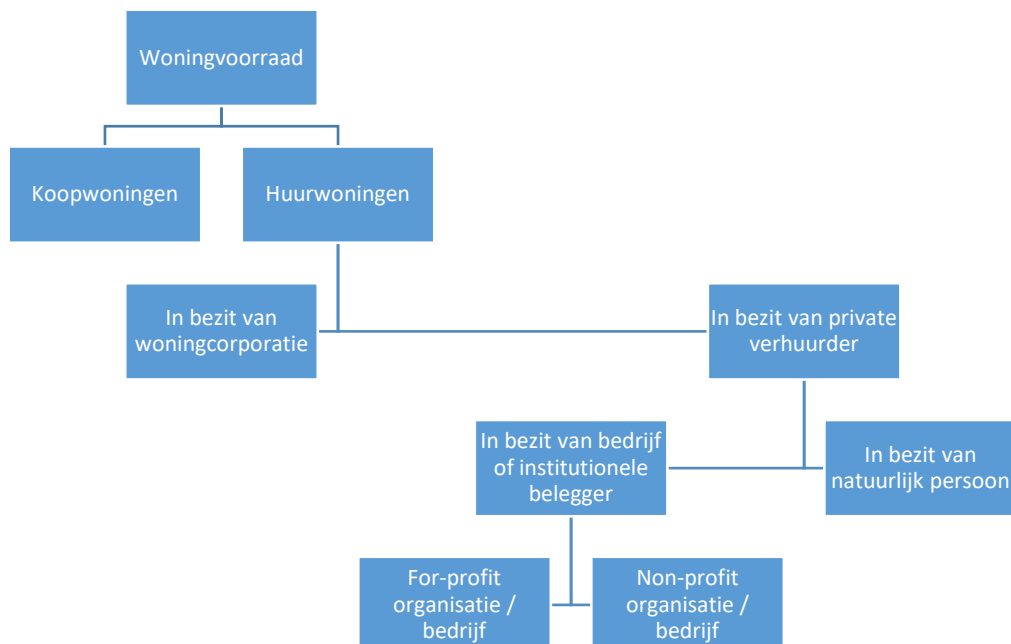 Woningvoorraad
Koopwoningen
Huurwoningen
In bezit van
woningcorporatie
In bezit van private
verhuurder
In bezit van bedrijf
of institutionele
belegger
In bezit van
natuurlijk persoon
For-profit
organisatie /
bedrijf
Non-profit
organisatie /
bedrijf